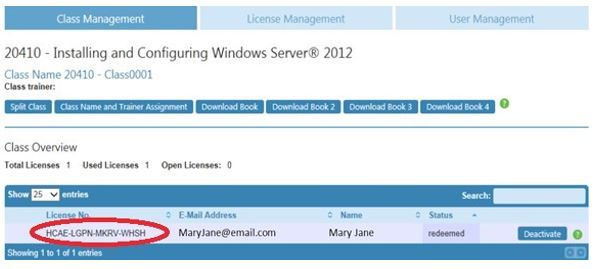 Class Management License Management User Management
20410 - Installing and Configuring Windows Server® 2012
Class Name 20410 - Class0001
Class trainer:
Split Class Class Name and Trainer Assignment Download Book Download Book 2 Download Book 3 Download Book 4 ?
Class Overview
Total Licenses 1 Used Licenses 1 Open Licenses: 0
Show 25 entries Search:
License No. E-Mail Address Name Status
HCAE-LGPN-MKRV-WHSH MaryJane@email.com Mary Jane redeemed Deactivate ?
Showing 1 to 1 of 1 entries